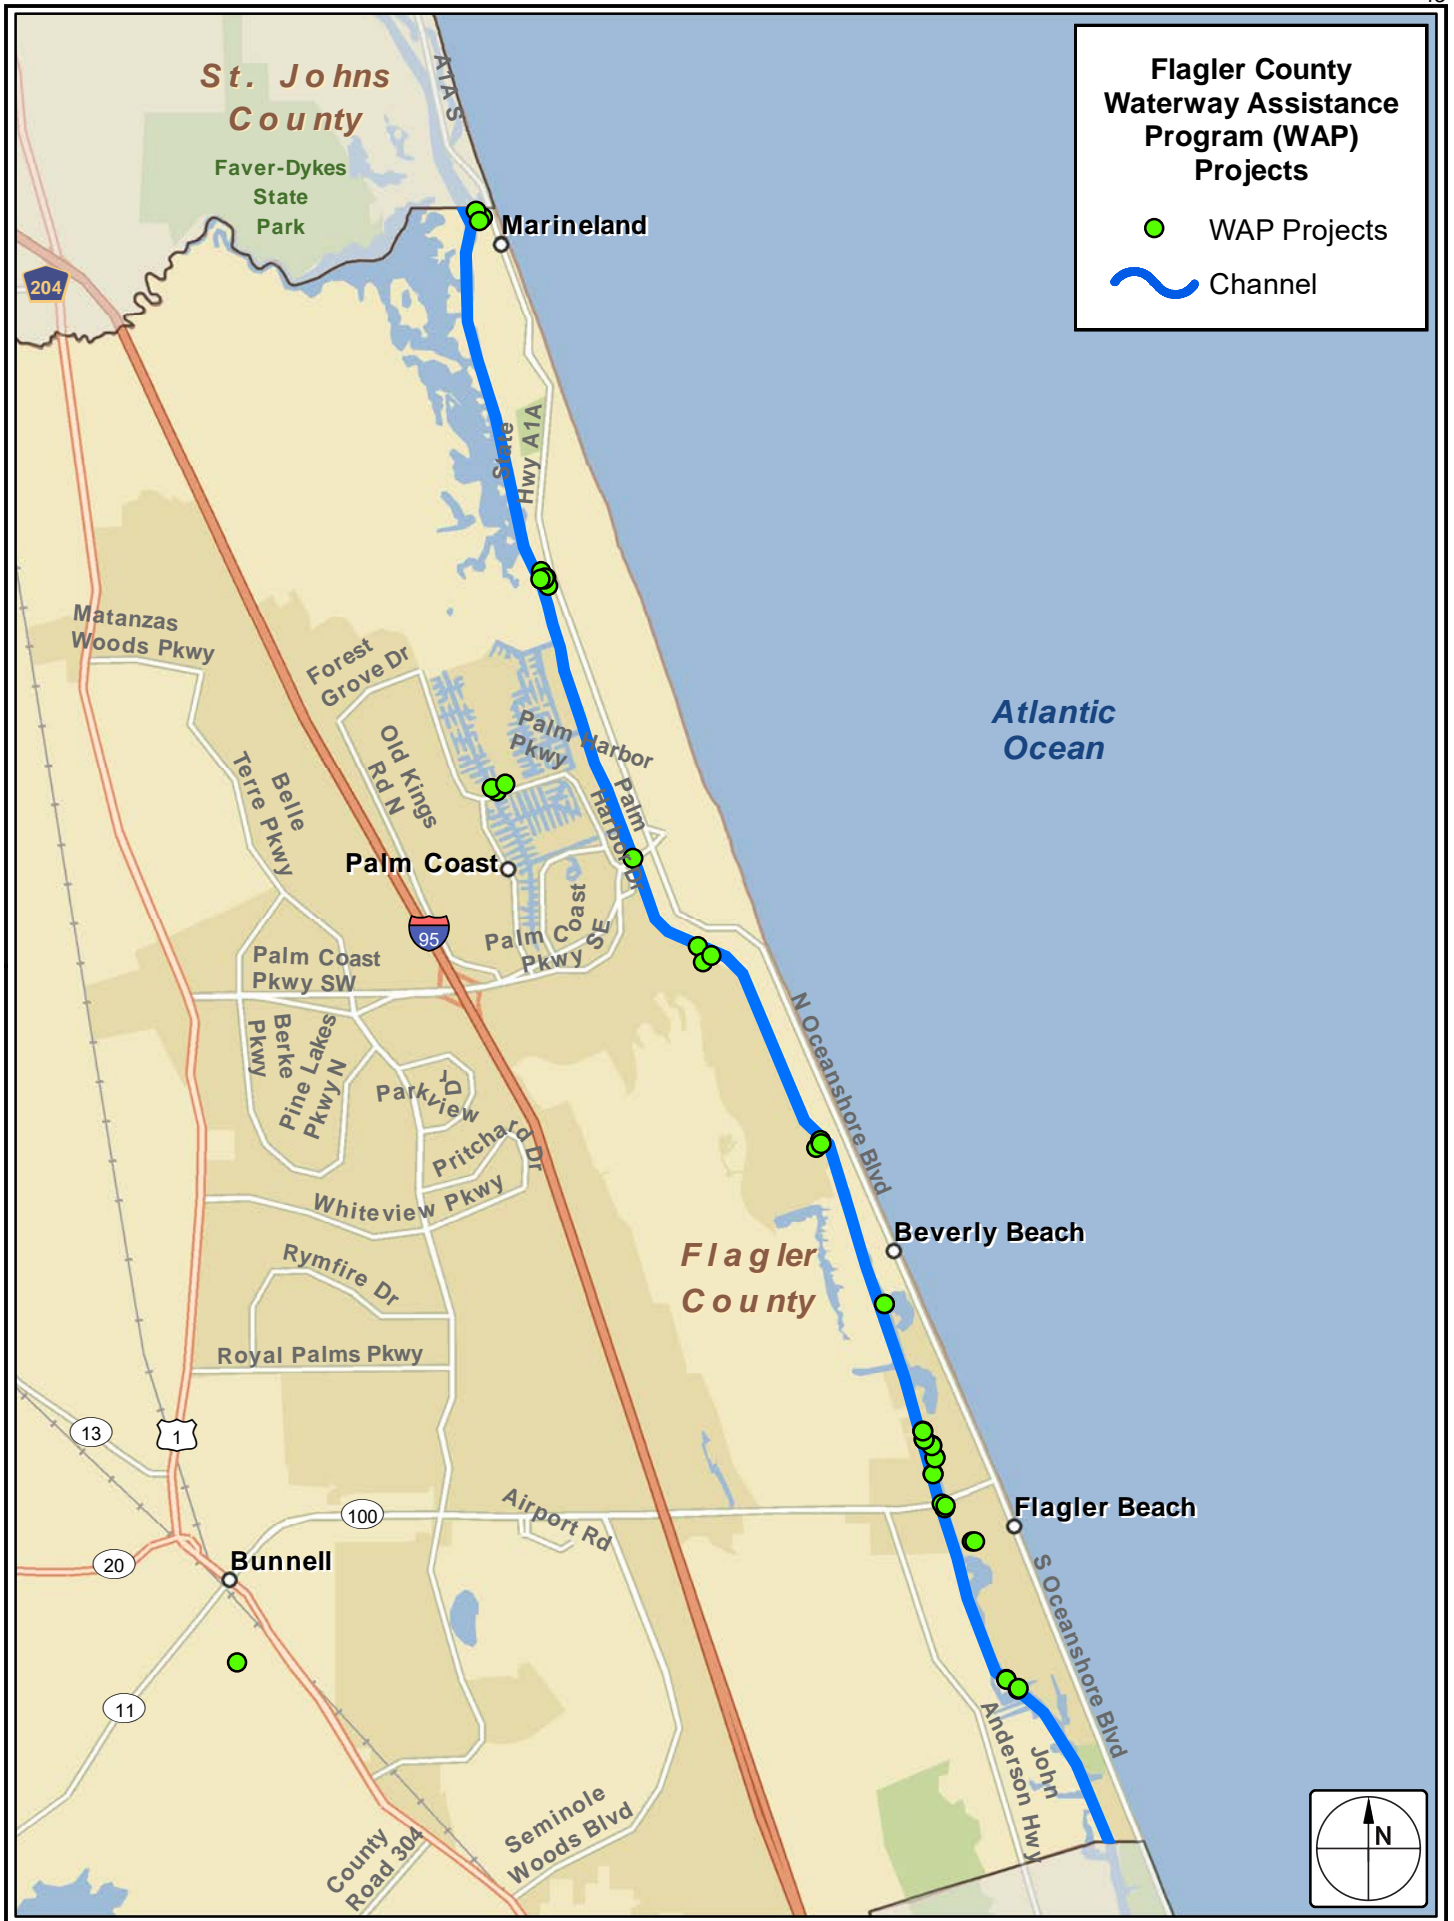 Flagler County
Waterway Assistance
Program (WAP)
Projects
WAP Projects
Channel
St. Johns
County
Faver-Dykes
State
Park
A1A S
Marineland
204
State
Hwy A1A
Matanzas
Woods Pkwy
Forest
Grove Dr
Atlantic
Ocean
Palm Harbor
Pkwy
Old Kings
Rd N
Belle
Terre Pkwy
Palm
Harbor Dr
Palm Coast
95
Palm Coast
Pkwy SE
Palm Coast
Pkwy SW
N Oceanshore Blvd
Berke
Pkwy
Pine Lakes
Pkwy N
Parkview
Dr
Pritchard Dr
Whiteview Pkwy
Beverly Beach
Flagler
County
Rymfire Dr
Royal Palms Pkwy
13
1
100
Airport Rd
Flagler Beach
20
Bunnell
S Oceanshore Blvd
11
John
Anderson Hwy
Seminole
Woods Blvd
County
Road 304
N